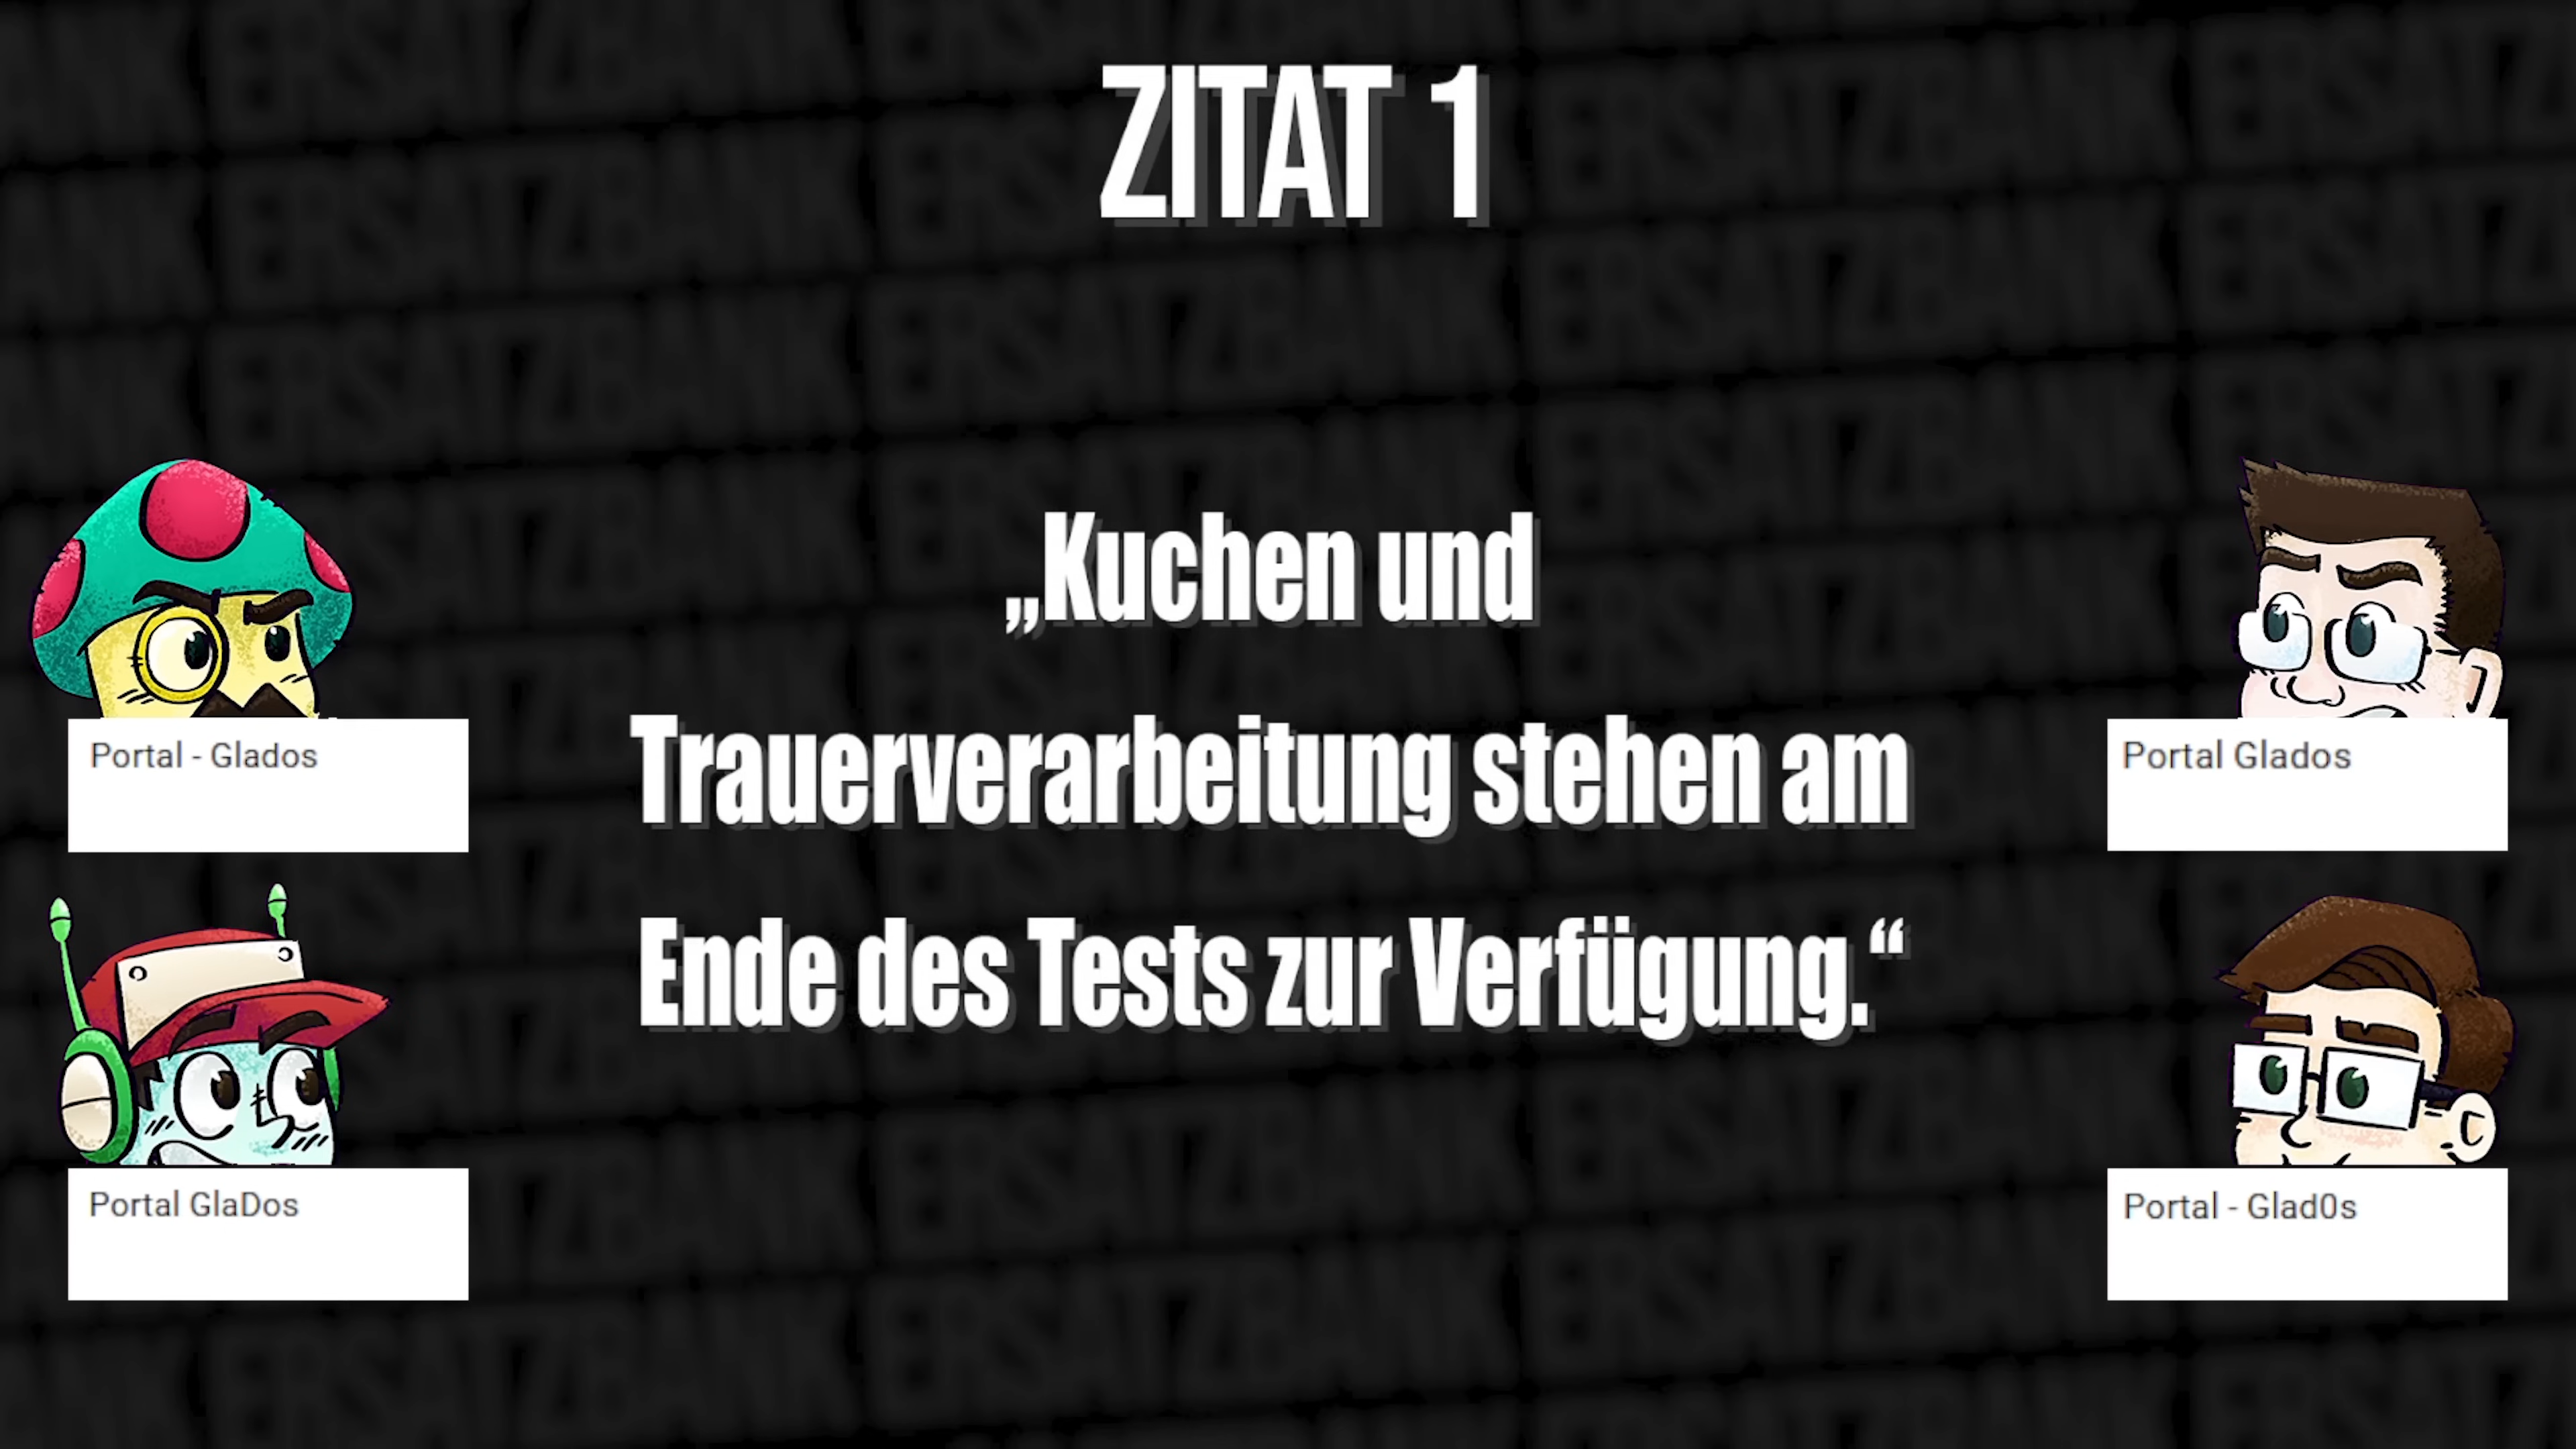 ZITAT 1
„Kuchen und
Trauerverarbeitung stehen am
Ende des Tests zur Verfügung.“
Portal - Glados
Portal Glados
Portal GlaDos
Portal - Glad0s
ERSATZBANK